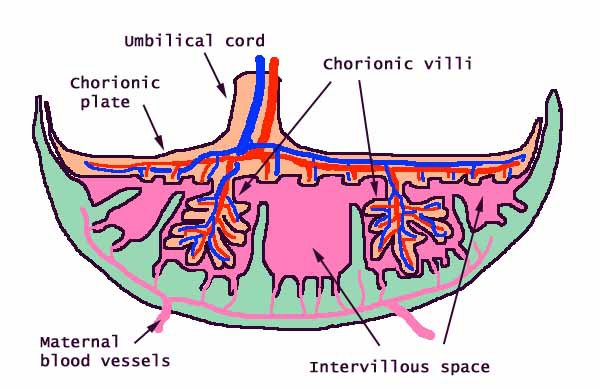 Umbilical cord
Chorionic villi
Chorionic
plate
Maternal
blood vessels
Intervillous space